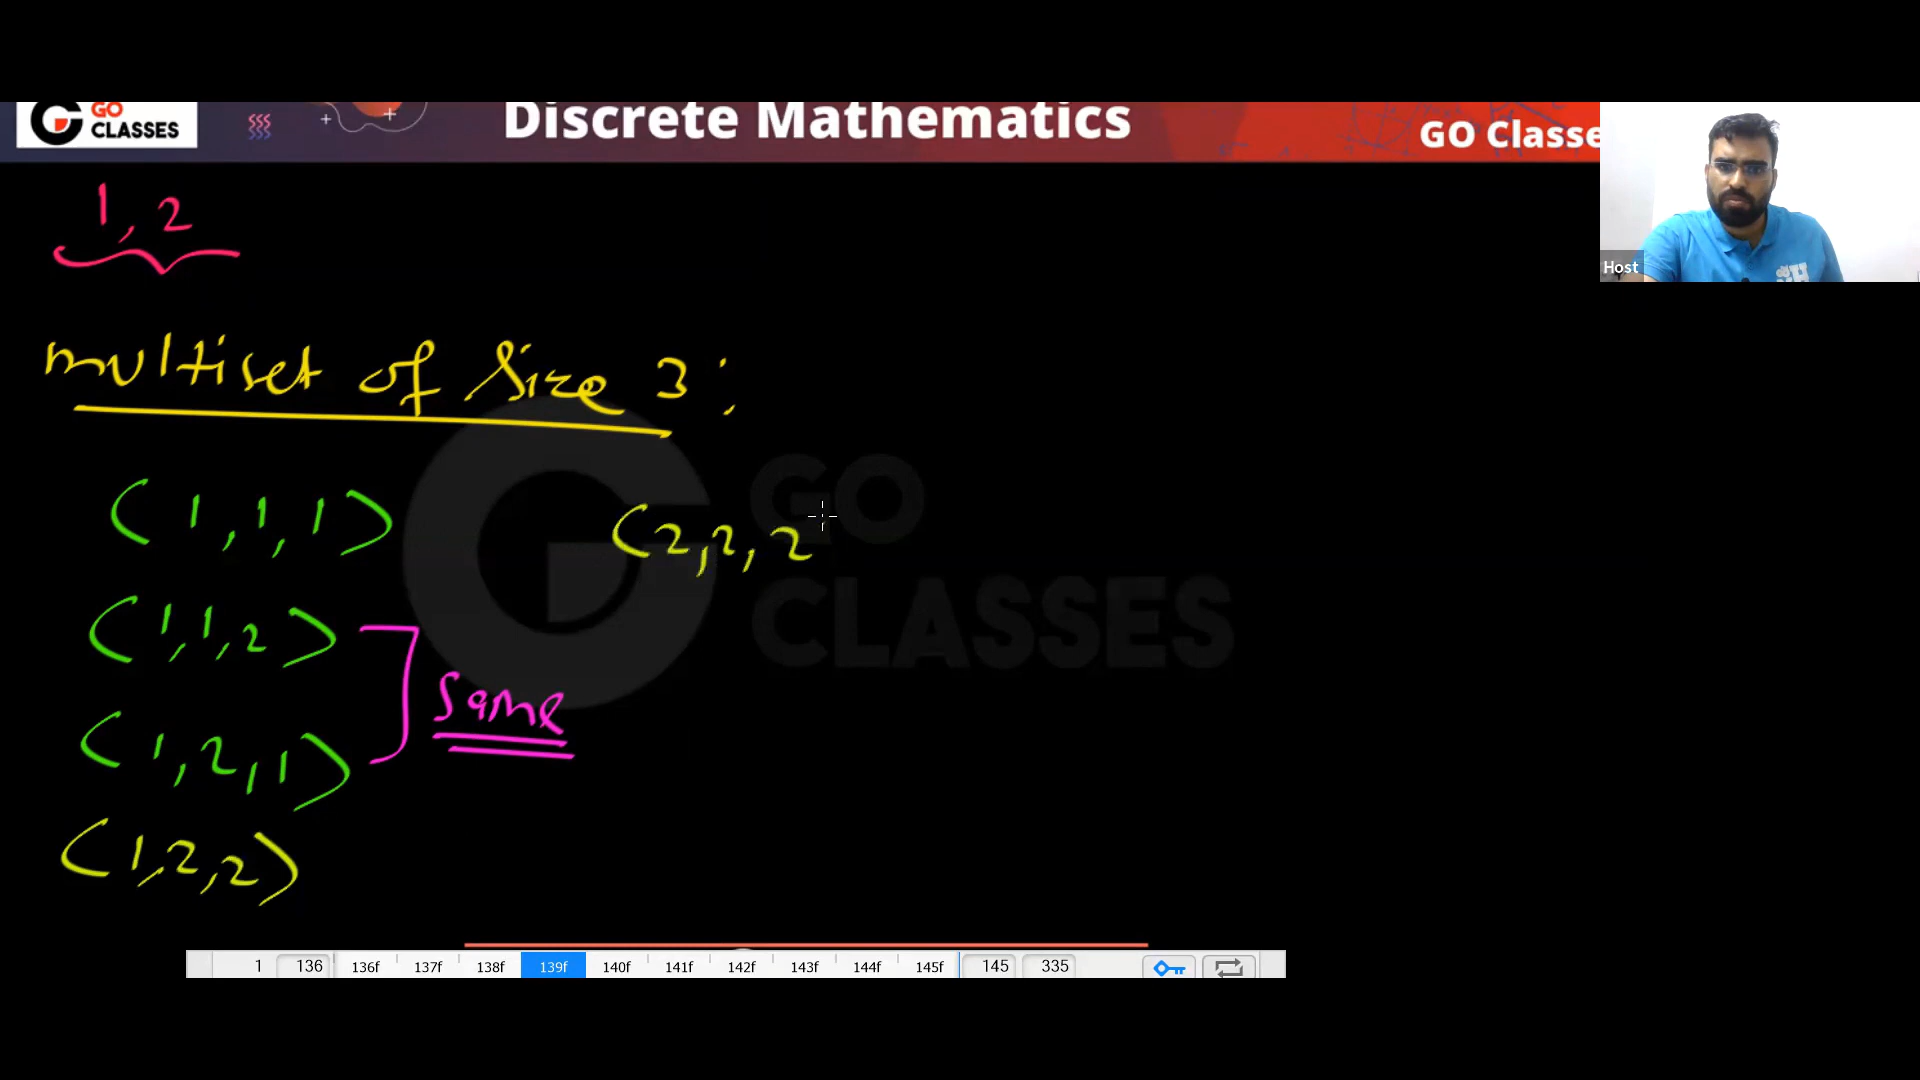 GO
CLASSES
Discrete Mathematics
GO Classe
Host
1, 2
multiset of size 3 :
(1,1,1)
(2,2,2
(1,1,2)
same
(1,2,1)
(1,2,2)
GO
CLASSES
1 136 136f 137f 138f 139f 140f 141f 142f 143f 144f 145f 145 335